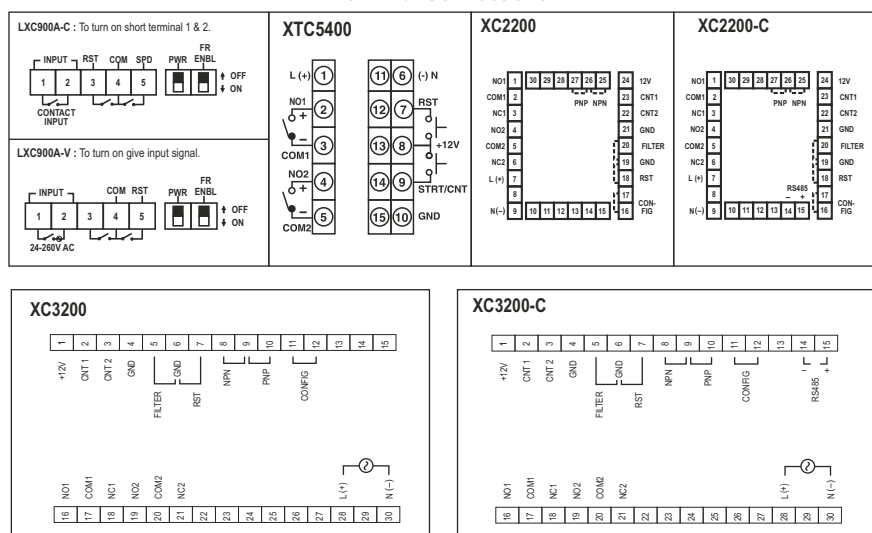 LXC900A-C : To turn on short terminal 1 & 2.
INPUT RST COM SPD PWR FR ENBL
1 2 3 4 5
OFF
ON
CONTACT INPUT
LXC900A-V : To turn on give input signal.
INPUT COM RST PWR FR ENBL
1 2 3 4 5
OFF
ON
24-260V AC
XTC5400
L (+) 1 11 6 (-) N
NO1 + 2 12 7 RST
– 3 13 8 +12V
COM1
NO2 + 4 14 9
STRT/CNT
– 5 15 10 GND
COM2
XC2200
NO1 1 30 29 28 27 26 25 24 12V
COM1 2 PNP NPN 23 CNT1
NC1 3 22 CNT2
NO2 4 21 GND
COM2 5 20 FILTER
NC2 6 19 GND
L (+) 7 18 RST
8 17 CON-
N(–) 9 10 11 12 13 14 15 16 FIG
XC2200-C
NO1 1 30 29 28 27 26 25 24 12V
COM1 2 PNP NPN 23 CNT1
NC1 3 22 CNT2
NO2 4 21 GND
COM2 5 20 FILTER
NC2 6 19 GND
L (+) 7 18 RST
8 RS485 17 CON-
– +
N(–) 9 10 11 12 13 14 15 16 FIG
XC3200
1 2 3 4 5 6 7 8 9 10 11 12 13 14 15
+12V CNT 1 CNT 2 GND FILTER GND RST NPN PNP CONFIG
NO1 COM1 NC1 NO2 COM2 NC2 L (+) N (–)
16 17 18 19 20 21 22 23 24 25 26 27 28 29 30
XC3200-C
1 2 3 4 5 6 7 8 9 10 11 12 13 14 15
+12V CNT 1 CNT 2 GND FILTER GND RST NPN PNP CONFIG – RS485 +
NO1 COM1 NC1 NO2 COM2 NC2 L (+) N (–)
16 17 18 19 20 21 22 23 24 25 26 27 28 29 30